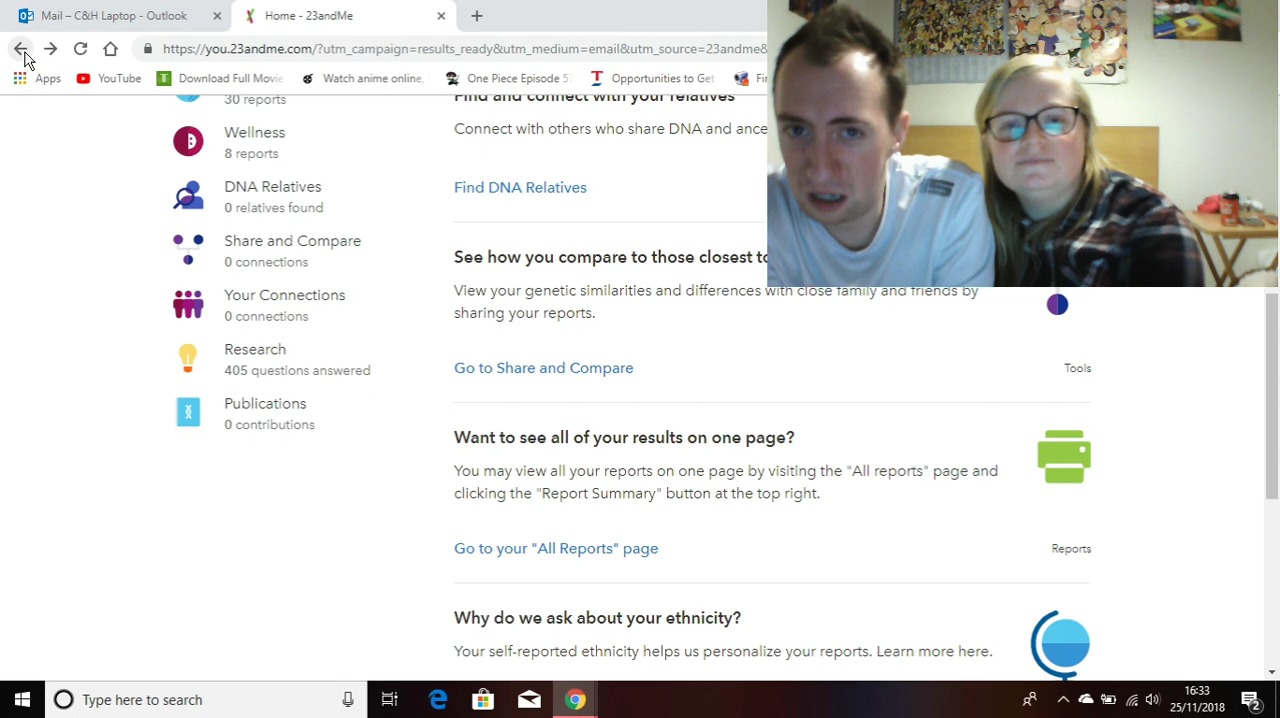 Mail – C&H Laptop - Outlook
Home - 23andMe
https://you.23andme.com/?utm_campaign=results_ready&utm_medium=email&utm_source=23andme&
Apps
YouTube
Download Full Movie
Watch anime online,
One Piece Episode 5
Opportunities to Get
Fi
30 reports
Wellness
8 reports
DNA Relatives
0 relatives found
Share and Compare
0 connections
Your Connections
0 connections
Research
405 questions answered
Publications
0 contributions
Find and connect with your relatives
Connect with others who share DNA and ance
Find DNA Relatives
See how you compare to those closest to
View your genetic similarities and differences with close family and friends by
sharing your reports.
Go to Share and Compare
Tools
Want to see all of your results on one page?
You may view all your reports on one page by visiting the "All reports" page and
clicking the "Report Summary" button at the top right.
Go to your "All Reports" page
Reports
Why do we ask about your ethnicity?
Your self-reported ethnicity helps us personalize your reports. Learn more here.
Type here to search
16:33
25/11/2018
2